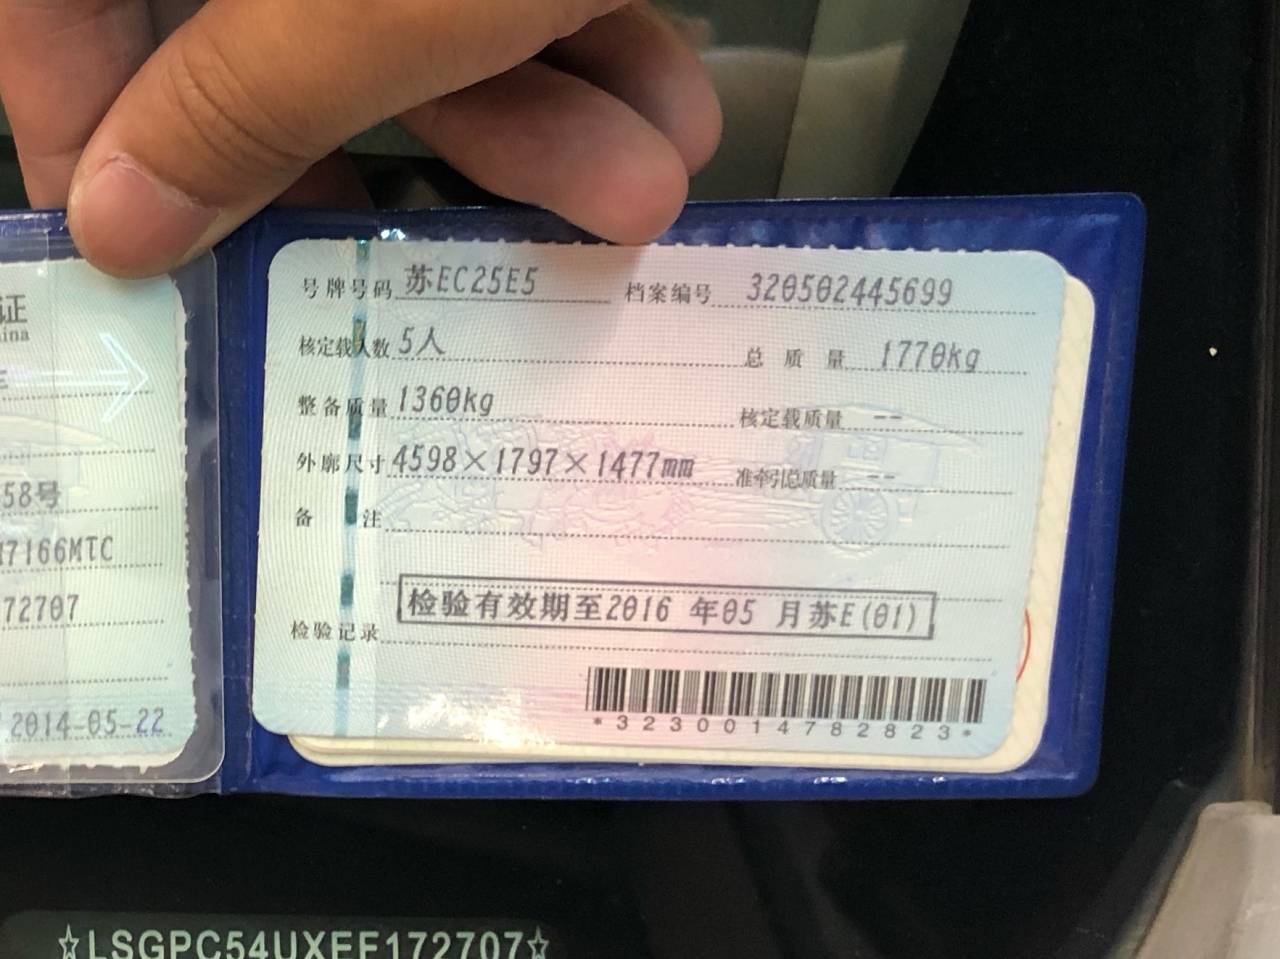 证
ina
58号
7166MTC
72707
2014-05-22
号牌号码 苏EC25E5 档案编号 320502445699
核定载人数 5人 总质量 1770kg
整备质量 1360kg 核定载质量 --
外廓尺寸 4598×1797×1477mm 准牵引总质量 --
备注
检验有效期至2016 年05 月苏E(01)
检验记录
*3230014782823*
☆LSGPC54UXEF172707☆